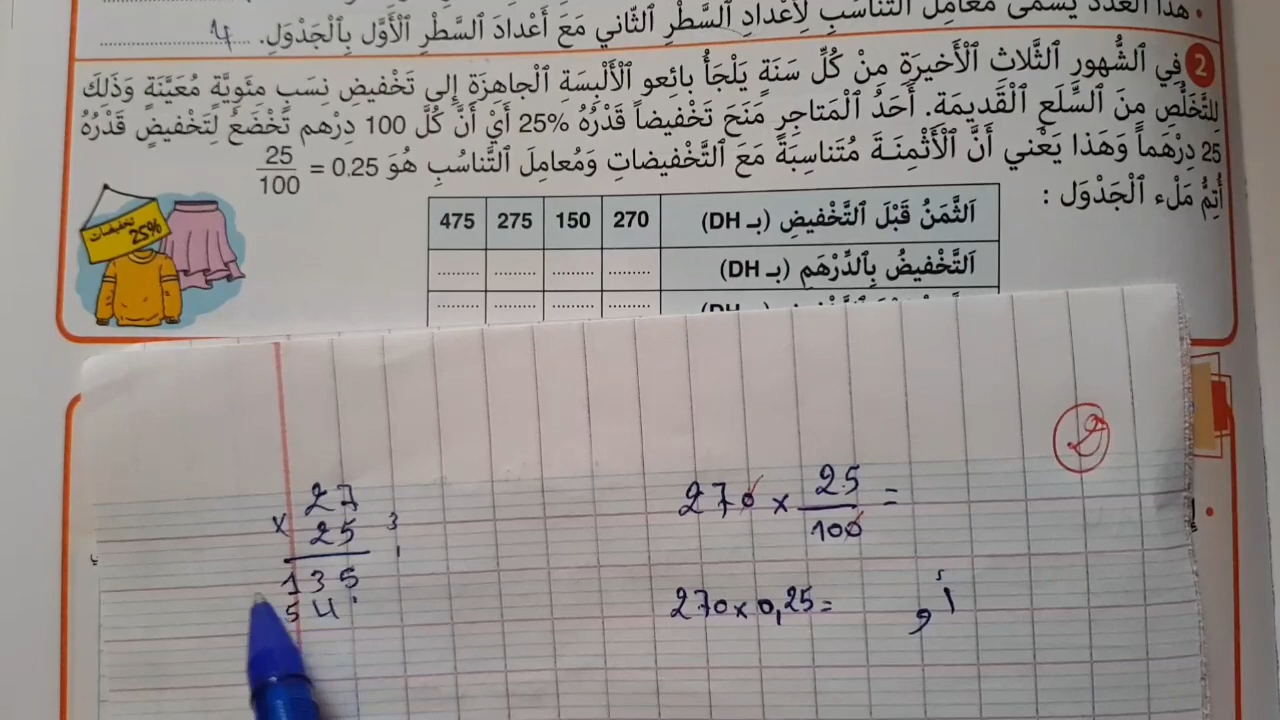 هذا العدد يسمى معامل التناسب لأعداد السطر الثاني مع أعداد السطر الأول بالجدول. 4
2 في الشهور الثلاث الأخيرة من كل سنة يلجأ بائعو الألبسة الجاهزة إلى تخفيض نسب مئوية معينة وذلك
للتخلص من السلع القديمة. أحد المتاجر منح تخفيضا قدره %25 أي أن كل 100 درهم تخضع لتخفيض قدره
25 درهما وهذا يعني أن الأثمنة متناسبة مع التخفيضات ومعامل التناسب هو 25/100 = 0.25
أتم ملء الجدول :
الثمن قبل التخفيض (بـ DH) 270 150 275 475
التخفيض بالدرهم (بـ DH) ......... ......... ......... .........
تخفيضات
25%
2
270 × 25/100 =
270 × 0,25 =
أو
27
× 25
135
54.